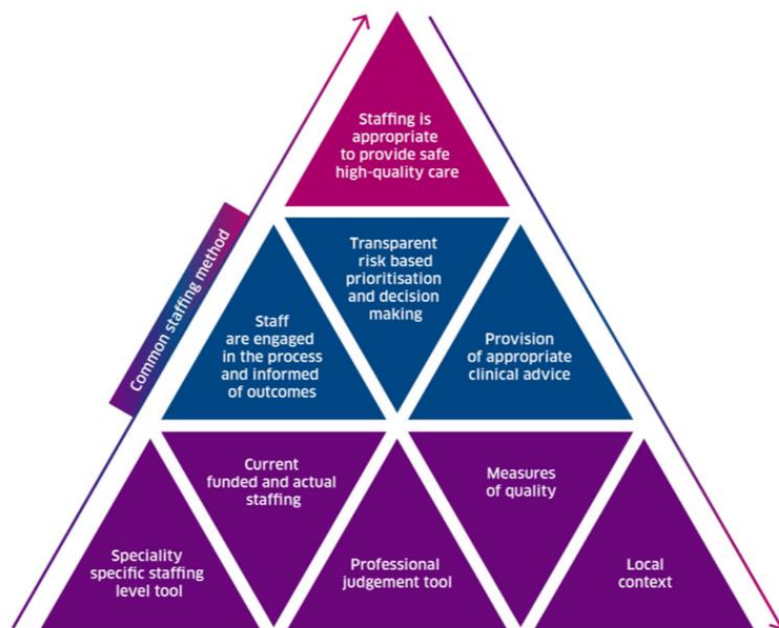 Staffing is
appropriate
to provide safe
high-quality care
Common staffing method
Staff
are engaged
in the process
and informed
of outcomes
Transparent
risk based
prioritisation
and decision
making
Provision
of appropriate
clinical advice
Speciality
specific staffing
level tool
Current
funded and actual
staffing
Professional
judgement tool
Measures
of quality
Local
context